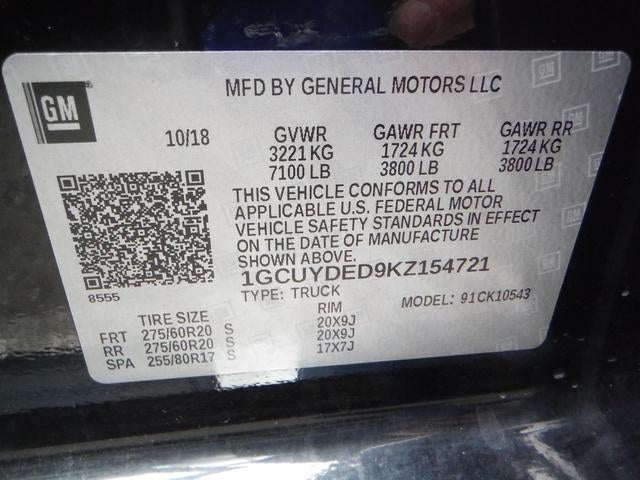 MFD BY GENERAL MOTORS LLC
GM
10/18 GVWR GAWR FRT GAWR RR
3221 KG 1724 KG 1724 KG
7100 LB 3800 LB 3800 LB
THIS VEHICLE CONFORMS TO ALL
APPLICABLE U.S. FEDERAL MOTOR
VEHICLE SAFETY STANDARDS IN EFFECT
ON THE DATE OF MANUFACTURE
SHOWN ABOVE.
1GCUYDED9KZ154721
8555
TYPE: TRUCK MODEL: 91CK10543
TIRE SIZE RIM
FRT 275/60R20 S 20X9J
RR 275/60R20 S 20X9J
SPA 255/80R17 S 17X7J